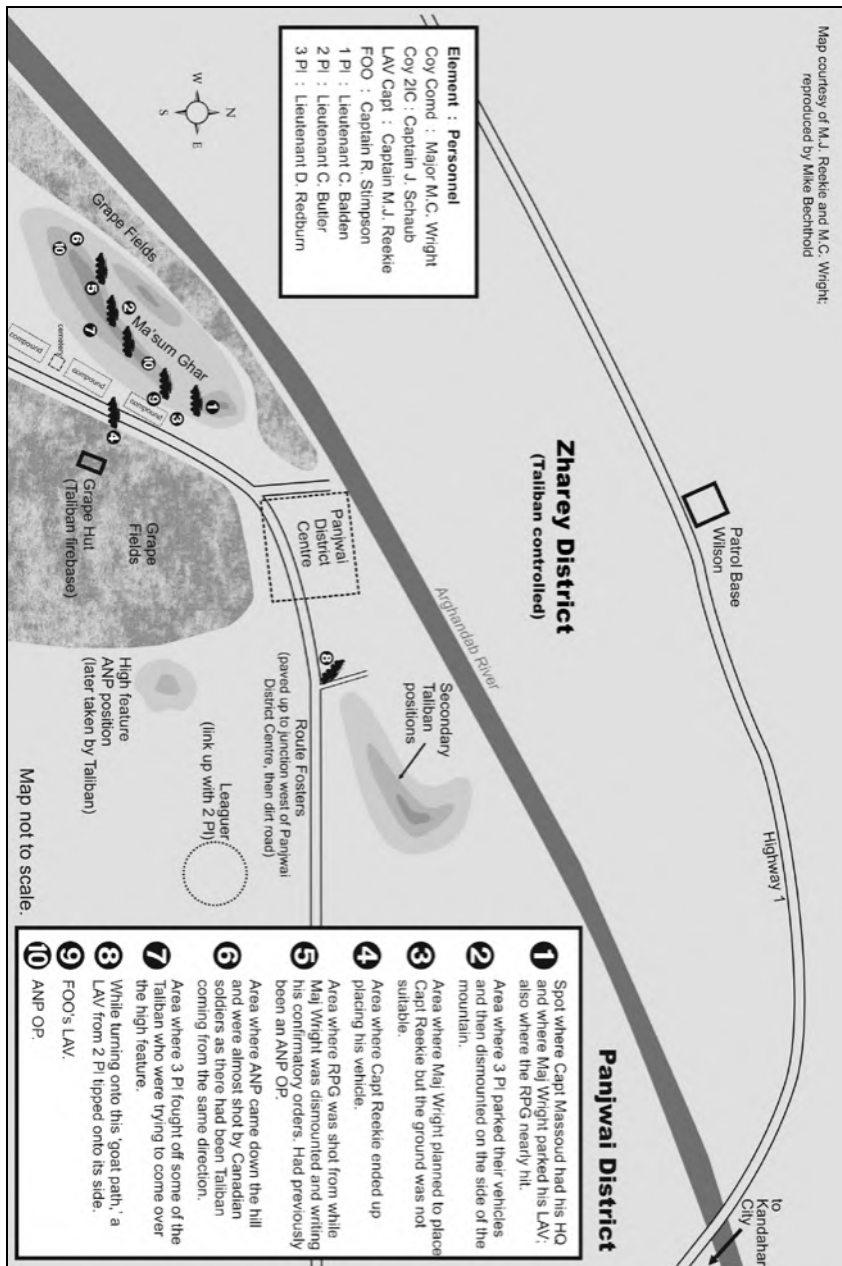 Map courtesy of M.J. Reekie and M.C. Wright;
reproduced by Mike Bechthold
Element : Personnel
Coy Comd : Major M.C. Wright
Coy 2IC : Captain J. Schaub
LAV Capt : Captain M.J. Reekie
FOO : Captain R. Stimpson
1 Pl : Lieutenant C. Balden
2 Pl : Lieutenant C. Butler
3 Pl : Lieutenant D. Redburn
N
W
E
S
Zharey District
(Taliban controlled)
Patrol Base
Wilson
Highway 1
to
Kandahar
City
Panjwai District
Arghandab River
Grape Fields
Ma'sum Ghar
6
10
5
2
7
10
9
3
1
4
8
compound
cemetery
compound
compound
Grape Hut
(Taliban firebase)
Grape
Fields
Panjwai
District
Centre
Secondary
Taliban
positions
Route Fosters
(paved up to junction west of Panjwai
District Centre, then dirt road)
High feature
ANP position
(later taken by Taliban)
Leaguer
(link up with 2 Pl)
Map not to scale.
1 Spot where Capt Massoud had his HQ
and where Maj Wright parked his LAV;
also where the RPG nearly hit.
2 Area where 3 Pl parked their vehicles
and then dismounted on the side of the
mountain.
3 Area where Maj Wright planned to place
Capt Reekie but the ground was not
suitable.
4 Area where Capt Reekie ended up
placing his vehicle.
5 Area where RPG was shot from while
Maj Wright was dismounted and writing
his confirmatory orders. Had previously
been an ANP OP.
6 Area where ANP came down the hill
and were almost shot by Canadian
soldiers as there had been Taliban
coming from the same direction.
7 Area where 3 Pl fought off some of the
Taliban who were trying to come over
the high feature.
8 While turning onto this 'goat path,' a
LAV from 2 Pl tipped onto its side.
9 FOO's LAV.
10 ANP OP.